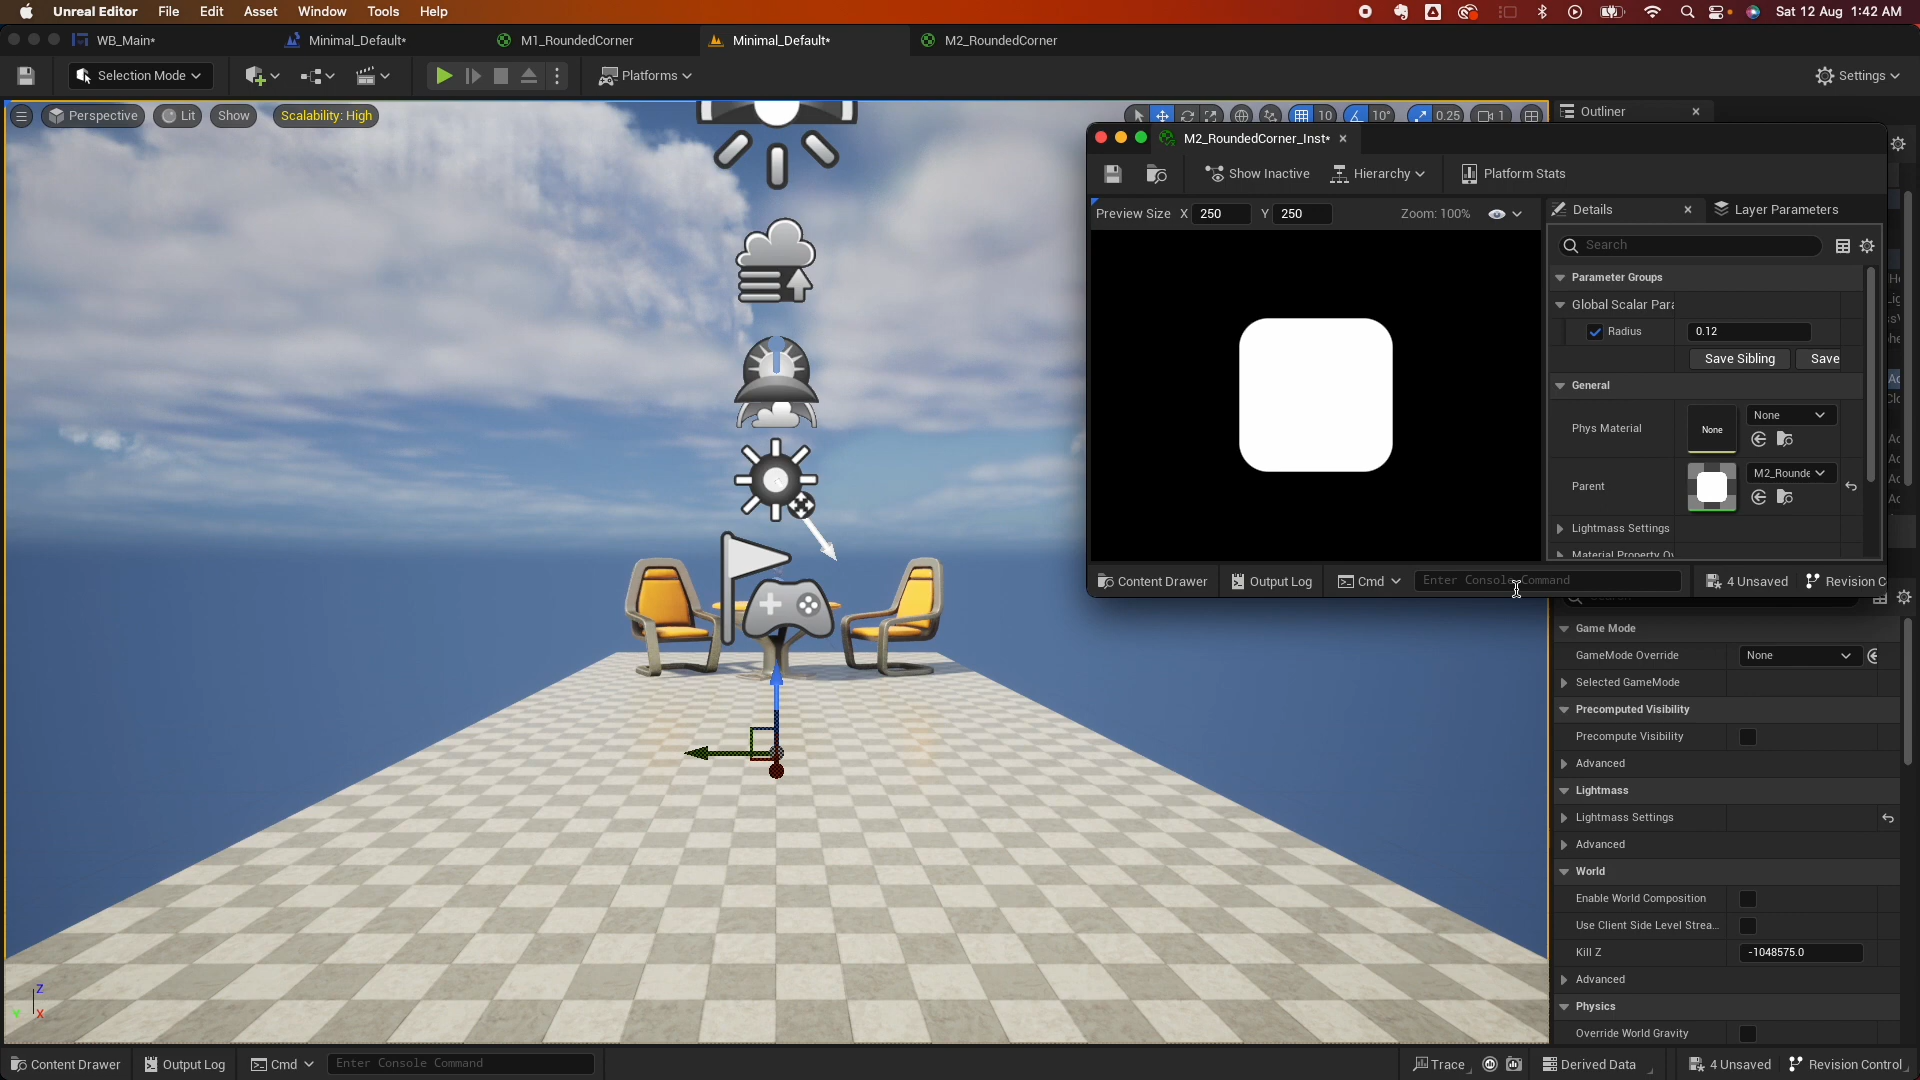 Unreal Editor File Edit Asset Window Tools Help
Sat 12 Aug 1:42 AM
WB_Main*
Minimal_Default*
M1_RoundedCorner
Minimal_Default*
M2_RoundedCorner
Selection Mode
Platforms
Settings
Perspective
Lit
Show
Scalability: High
10
10°
0.25
1
Outliner
M2_RoundedCorner_Inst*
Show Inactive
Hierarchy
Platform Stats
Preview Size X 250 Y 250
Zoom: 100%
Details
Layer Parameters
Search
Parameter Groups
Global Scalar Para
Radius 0.12
Save Sibling Save
General
Phys Material None None
Parent M2_Rounde
Lightmass Settings
Material Property Ov
Content Drawer
Output Log
Cmd
Enter Console Command
4 Unsaved
Revision C
Game Mode
GameMode Override None
Selected GameMode
Precomputed Visibility
Precompute Visibility
Advanced
Lightmass
Lightmass Settings
Advanced
World
Enable World Composition
Use Client Side Level Strea...
Kill Z -1048575.0
Advanced
Physics
Override World Gravity
Z
Y X
Content Drawer
Output Log
Cmd
Enter Console Command
Trace
Derived Data
4 Unsaved
Revision Control